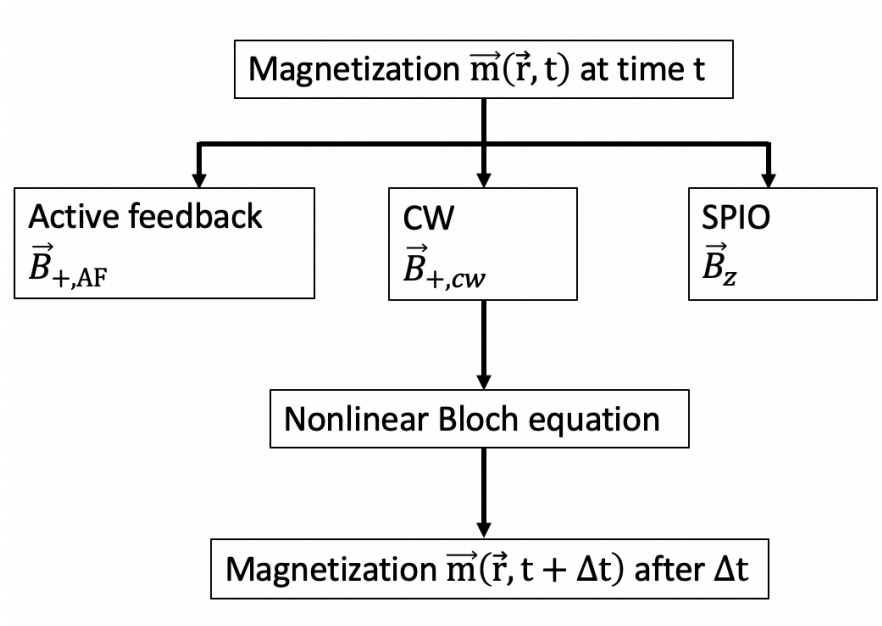 Magnetization m⃗(r⃗, t) at time t
Active feedback
B⃗₊,AF
CW
B⃗₊,cw
SPIO
B⃗z
Nonlinear Bloch equation
Magnetization m⃗(r⃗, t + Δt) after Δt